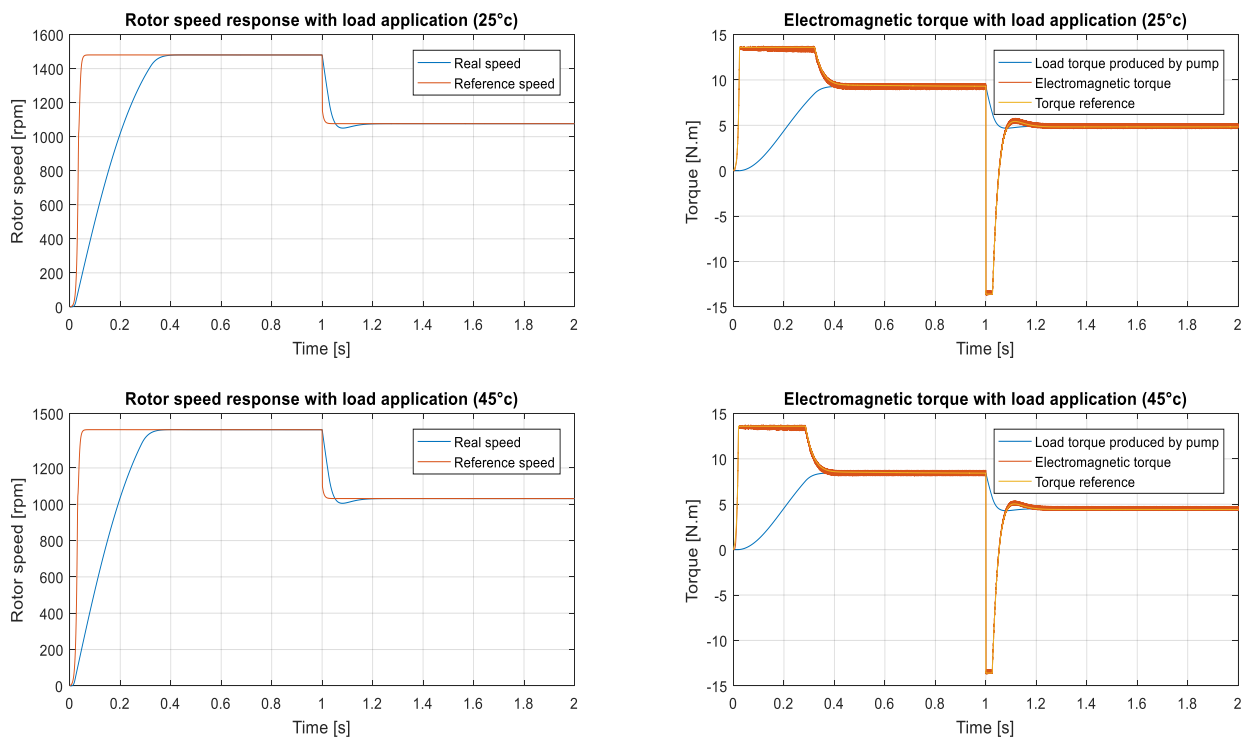 Rotor speed response with load application (25°c)
1600
1400
1200
1000
800
600
400
200
0
Rotor speed [rpm]
Real speed
Reference speed
0 0.2 0.4 0.6 0.8 1 1.2 1.4 1.6 1.8 2
Time [s]
Electromagnetic torque with load application (25°c)
15
10
5
0
-5
-10
-15
Torque [N.m]
Load torque produced by pump
Electromagnetic torque
Torque reference
0 0.2 0.4 0.6 0.8 1 1.2 1.4 1.6 1.8 2
Time [s]
Rotor speed response with load application (45°c)
1500
1200
1000
800
600
400
200
0
Rotor speed [rpm]
Real speed
Reference speed
0 0.2 0.4 0.6 0.8 1 1.2 1.4 1.6 1.8 2
Time [s]
Electromagnetic torque with load application (45°c)
15
10
5
0
-5
-10
-15
Torque [N.m]
Load torque produced by pump
Electromagnetic torque
Torque reference
0 0.2 0.4 0.6 0.8 1 1.2 1.4 1.6 1.8 2
Time [s]